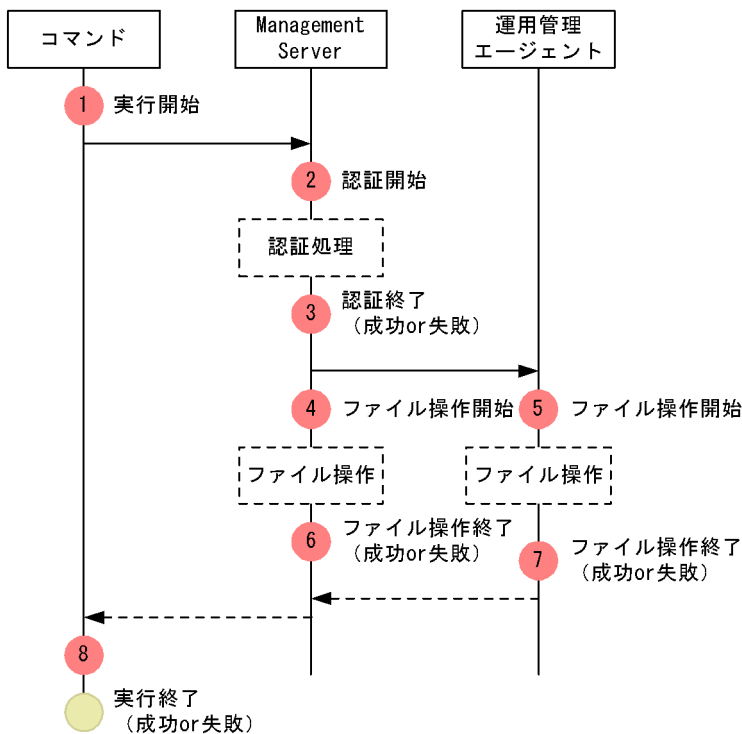 コマンド
Management
Server
運用管理
エージェント
1 実行開始
2 認証開始
認証処理
3 認証終了
（成功or失敗）
4 ファイル操作開始
5 ファイル操作開始
ファイル操作
ファイル操作
6 ファイル操作終了
（成功or失敗）
7 ファイル操作終了
（成功or失敗）
8
実行終了
（成功or失敗）